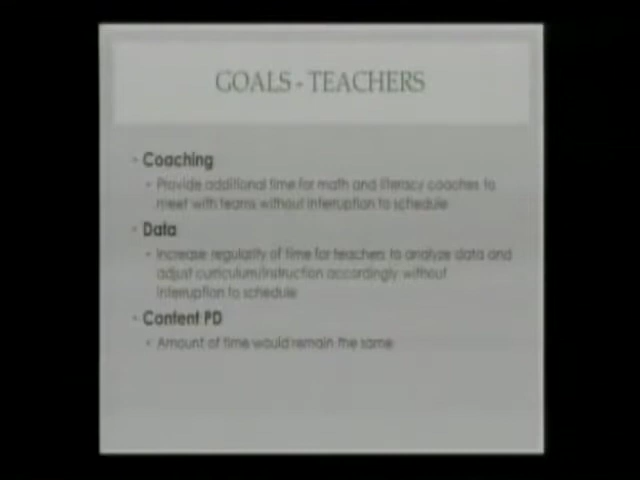 GOALS - TEACHERS
• Coaching
• Provide additional time for math and literacy coaches to
meet with teams without interruption to schedule
• Data
• Increase regularity of time for teachers to analyze data and
adjust curriculum/instruction accordingly without
interruption to schedule
• Content PD
• Amount of time would remain the same